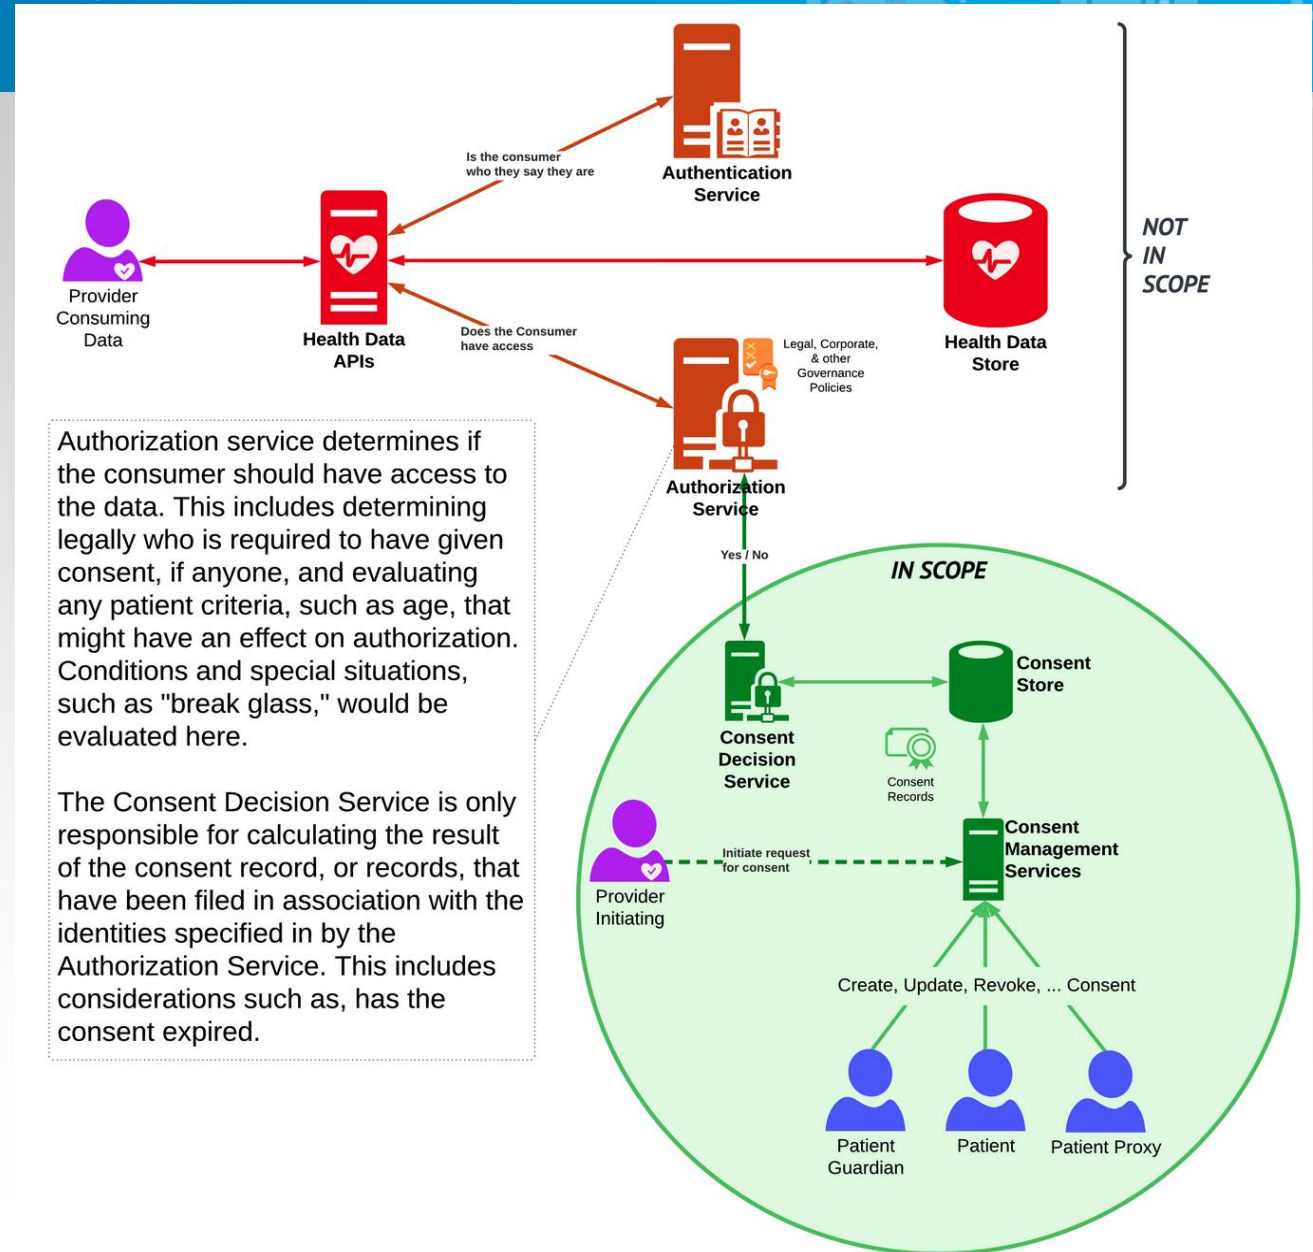 Is the consumer
who they say they are
Authentication
Service
NOT
IN
SCOPE
Provider
Consuming
Data
Health Data
APIs
Does the Consumer
have access
Legal, Corporate,
& other
Governance
Policies
Health Data
Store
Authorization
Service
Authorization service determines if
the consumer should have access to
the data. This includes determining
legally who is required to have given
consent, if anyone, and evaluating
any patient criteria, such as age, that
might have an effect on authorization.
Conditions and special situations,
such as "break glass," would be
evaluated here.
The Consent Decision Service is only
responsible for calculating the result
of the consent record, or records, that
have been filed in association with the
identities specified in by the
Authorization Service. This includes
considerations such as, has the
consent expired.
Yes / No
IN SCOPE
Consent
Store
Consent
Decision
Service
Consent
Records
Consent
Management
Services
Initiate request
for consent
Provider
Initiating
Create, Update, Revoke, ... Consent
Patient
Guardian
Patient
Patient Proxy